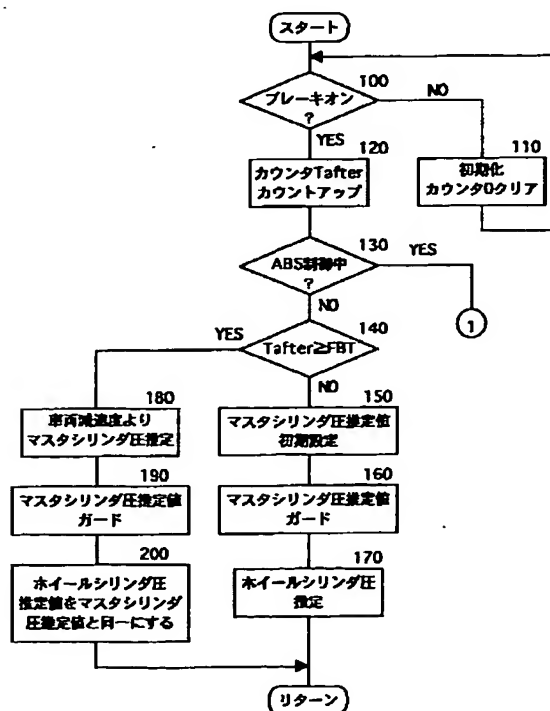 スタート
100
ブレーキオン
?
NO
YES
120
110
カウンタTafter
カウントアップ
初期化
カウンタ0クリア
130
ABS制御中
?
YES
NO
1
140
YES
Tafter≧FBT
NO
180
車両減速度より
マスタシリンダ圧推定
150
マスタシリンダ圧推定値
初期設定
190
マスタシリンダ圧推定値
ガード
160
マスタシリンダ圧推定値
ガード
200
ホイールシリンダ圧
推定値をマスタシリンダ
圧推定値と同一にする
170
ホイールシリンダ圧
推定
リターン